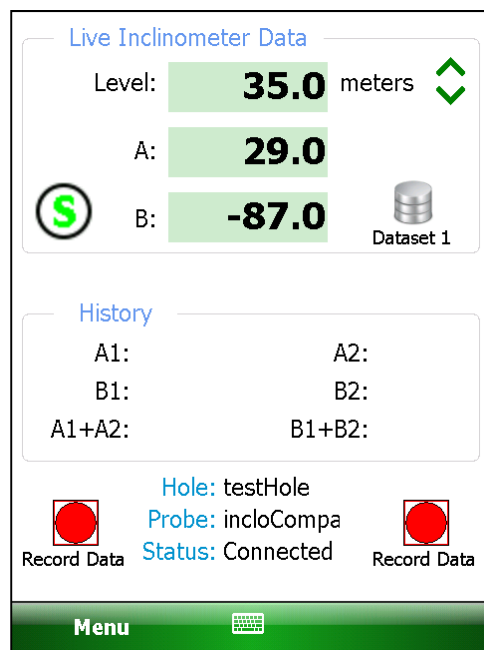 Live Inclinometer Data
Level: 35.0 meters
A: 29.0
S B: -87.0
Dataset 1
History
A1: A2:
B1: B2:
A1+A2: B1+B2:
Hole: testHole
Probe: incloCompa
Status: Connected
Record Data Record Data
Menu